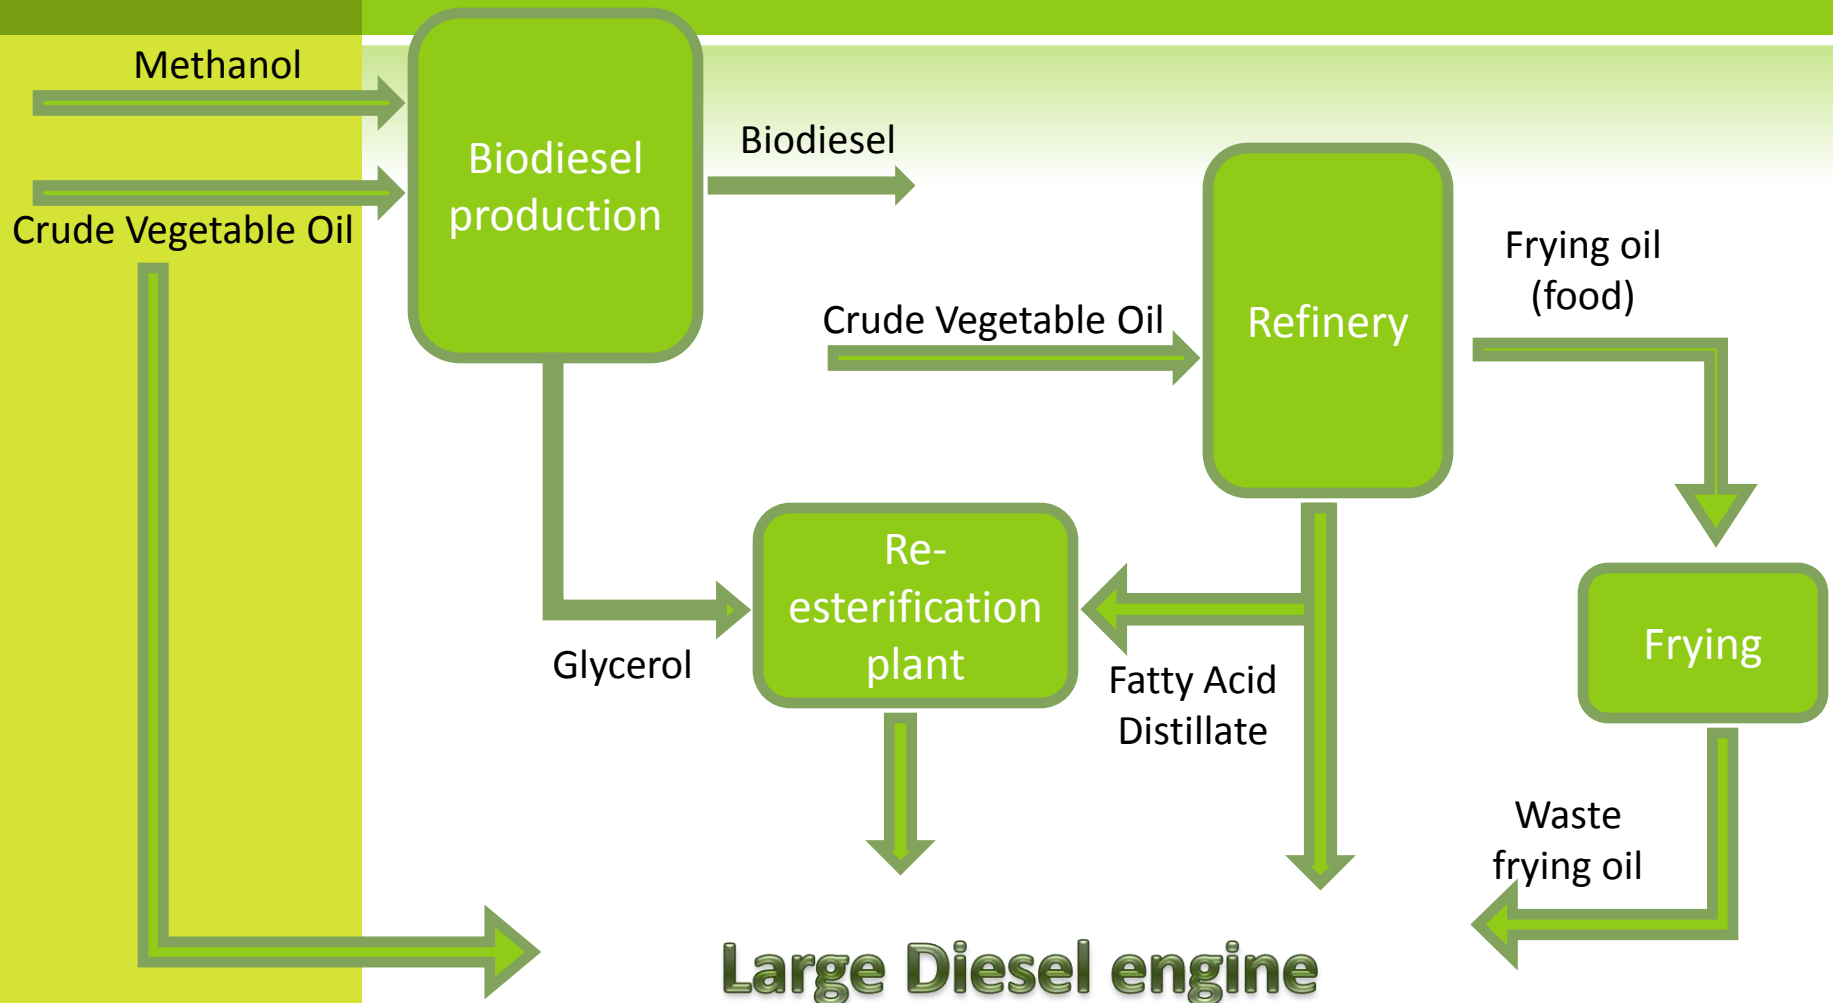 Methanol
Crude Vegetable Oil
Biodiesel
production
Biodiesel
Crude Vegetable Oil
Refinery
Frying oil
(food)
Re-
esterification
plant
Glycerol
Fatty Acid
Distillate
Frying
Waste
frying oil
Large Diesel engine